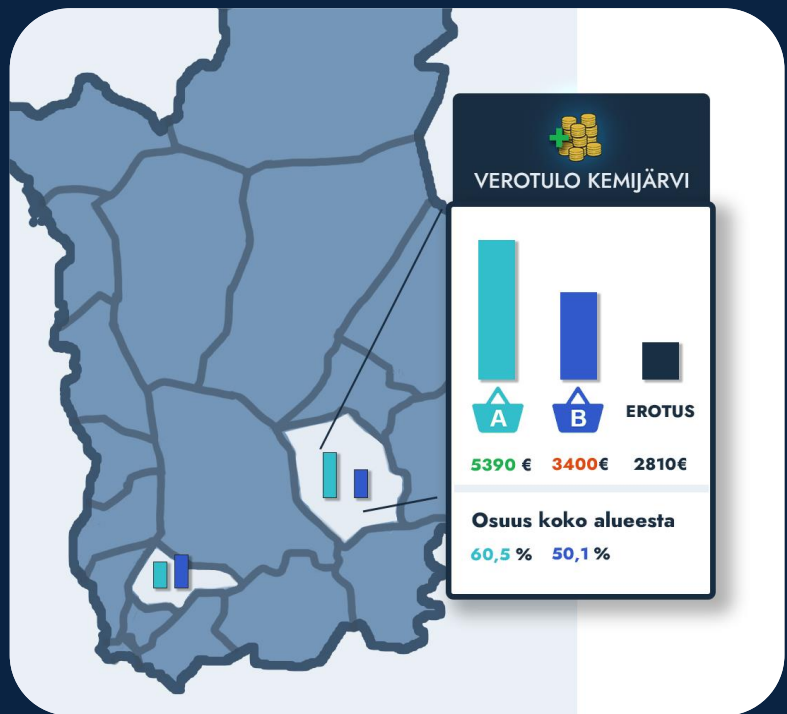 VEROTULO KEMIJÄRVI
A B EROTUS
5390 € 3400€ 2810€
Osuus koko alueesta
60,5 % 50,1 %